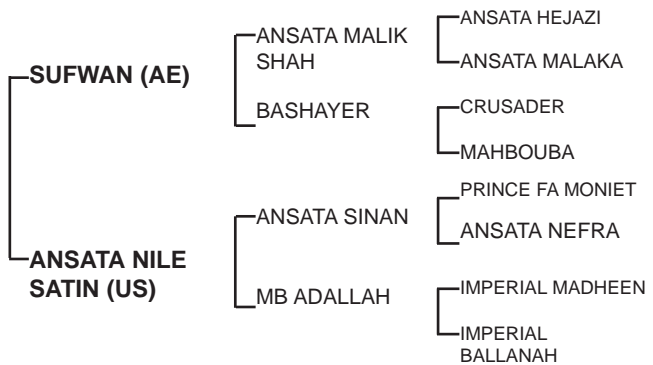 SUFWAN (AE)
ANSATA NILE
SATIN (US)
ANSATA MALIK
SHAH
BASHAYER
ANSATA SINAN
MB ADALLAH
ANSATA HEJAZI
ANSATA MALAKA
CRUSADER
MAHBOUBA
PRINCE FA MONIET
ANSATA NEFRA
IMPERIAL MADHEEN
IMPERIAL
BALLANAH